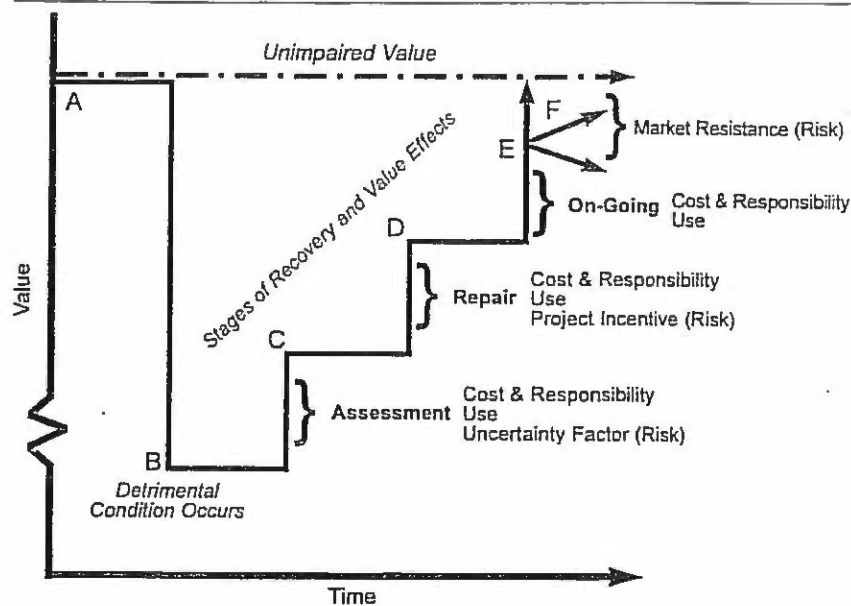 Unimpaired Value
A
F
Market Resistance (Risk)
E
Stages of Recovery and Value Effects
On-Going
Cost & Responsibility
Use
D
Repair
Cost & Responsibility
Use
Project Incentive (Risk)
C
Assessment
Cost & Responsibility
Use
Uncertainty Factor (Risk)
B
Detrimental
Condition Occurs
Value
Time